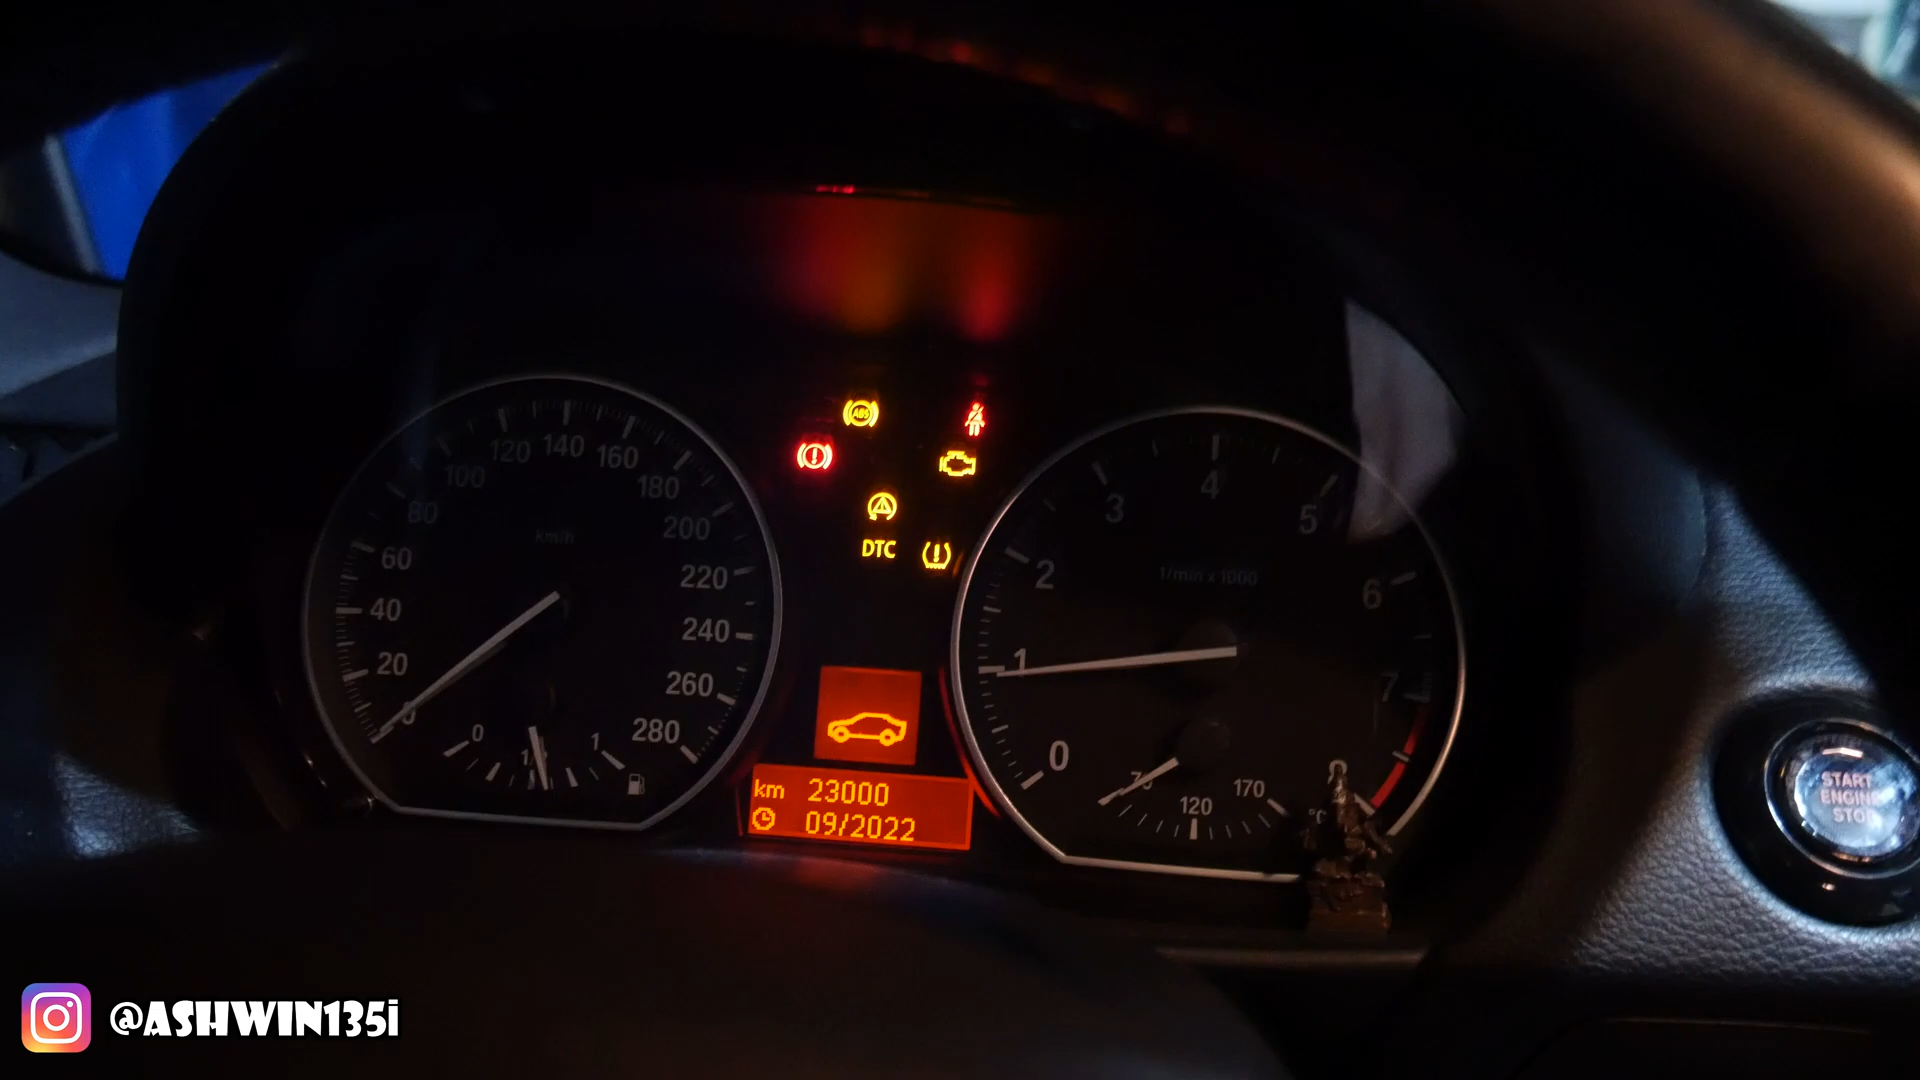 ABS
DTC
km/h
0 20 40 60 80 100 120 140 160 180 200 220 240 260 280
0 1
1/min x 1000
0 1 2 3 4 5 6 7 8
120 170
°C
km 23000
09/2022
START
ENGINE
STOP
@ASHWIN135i